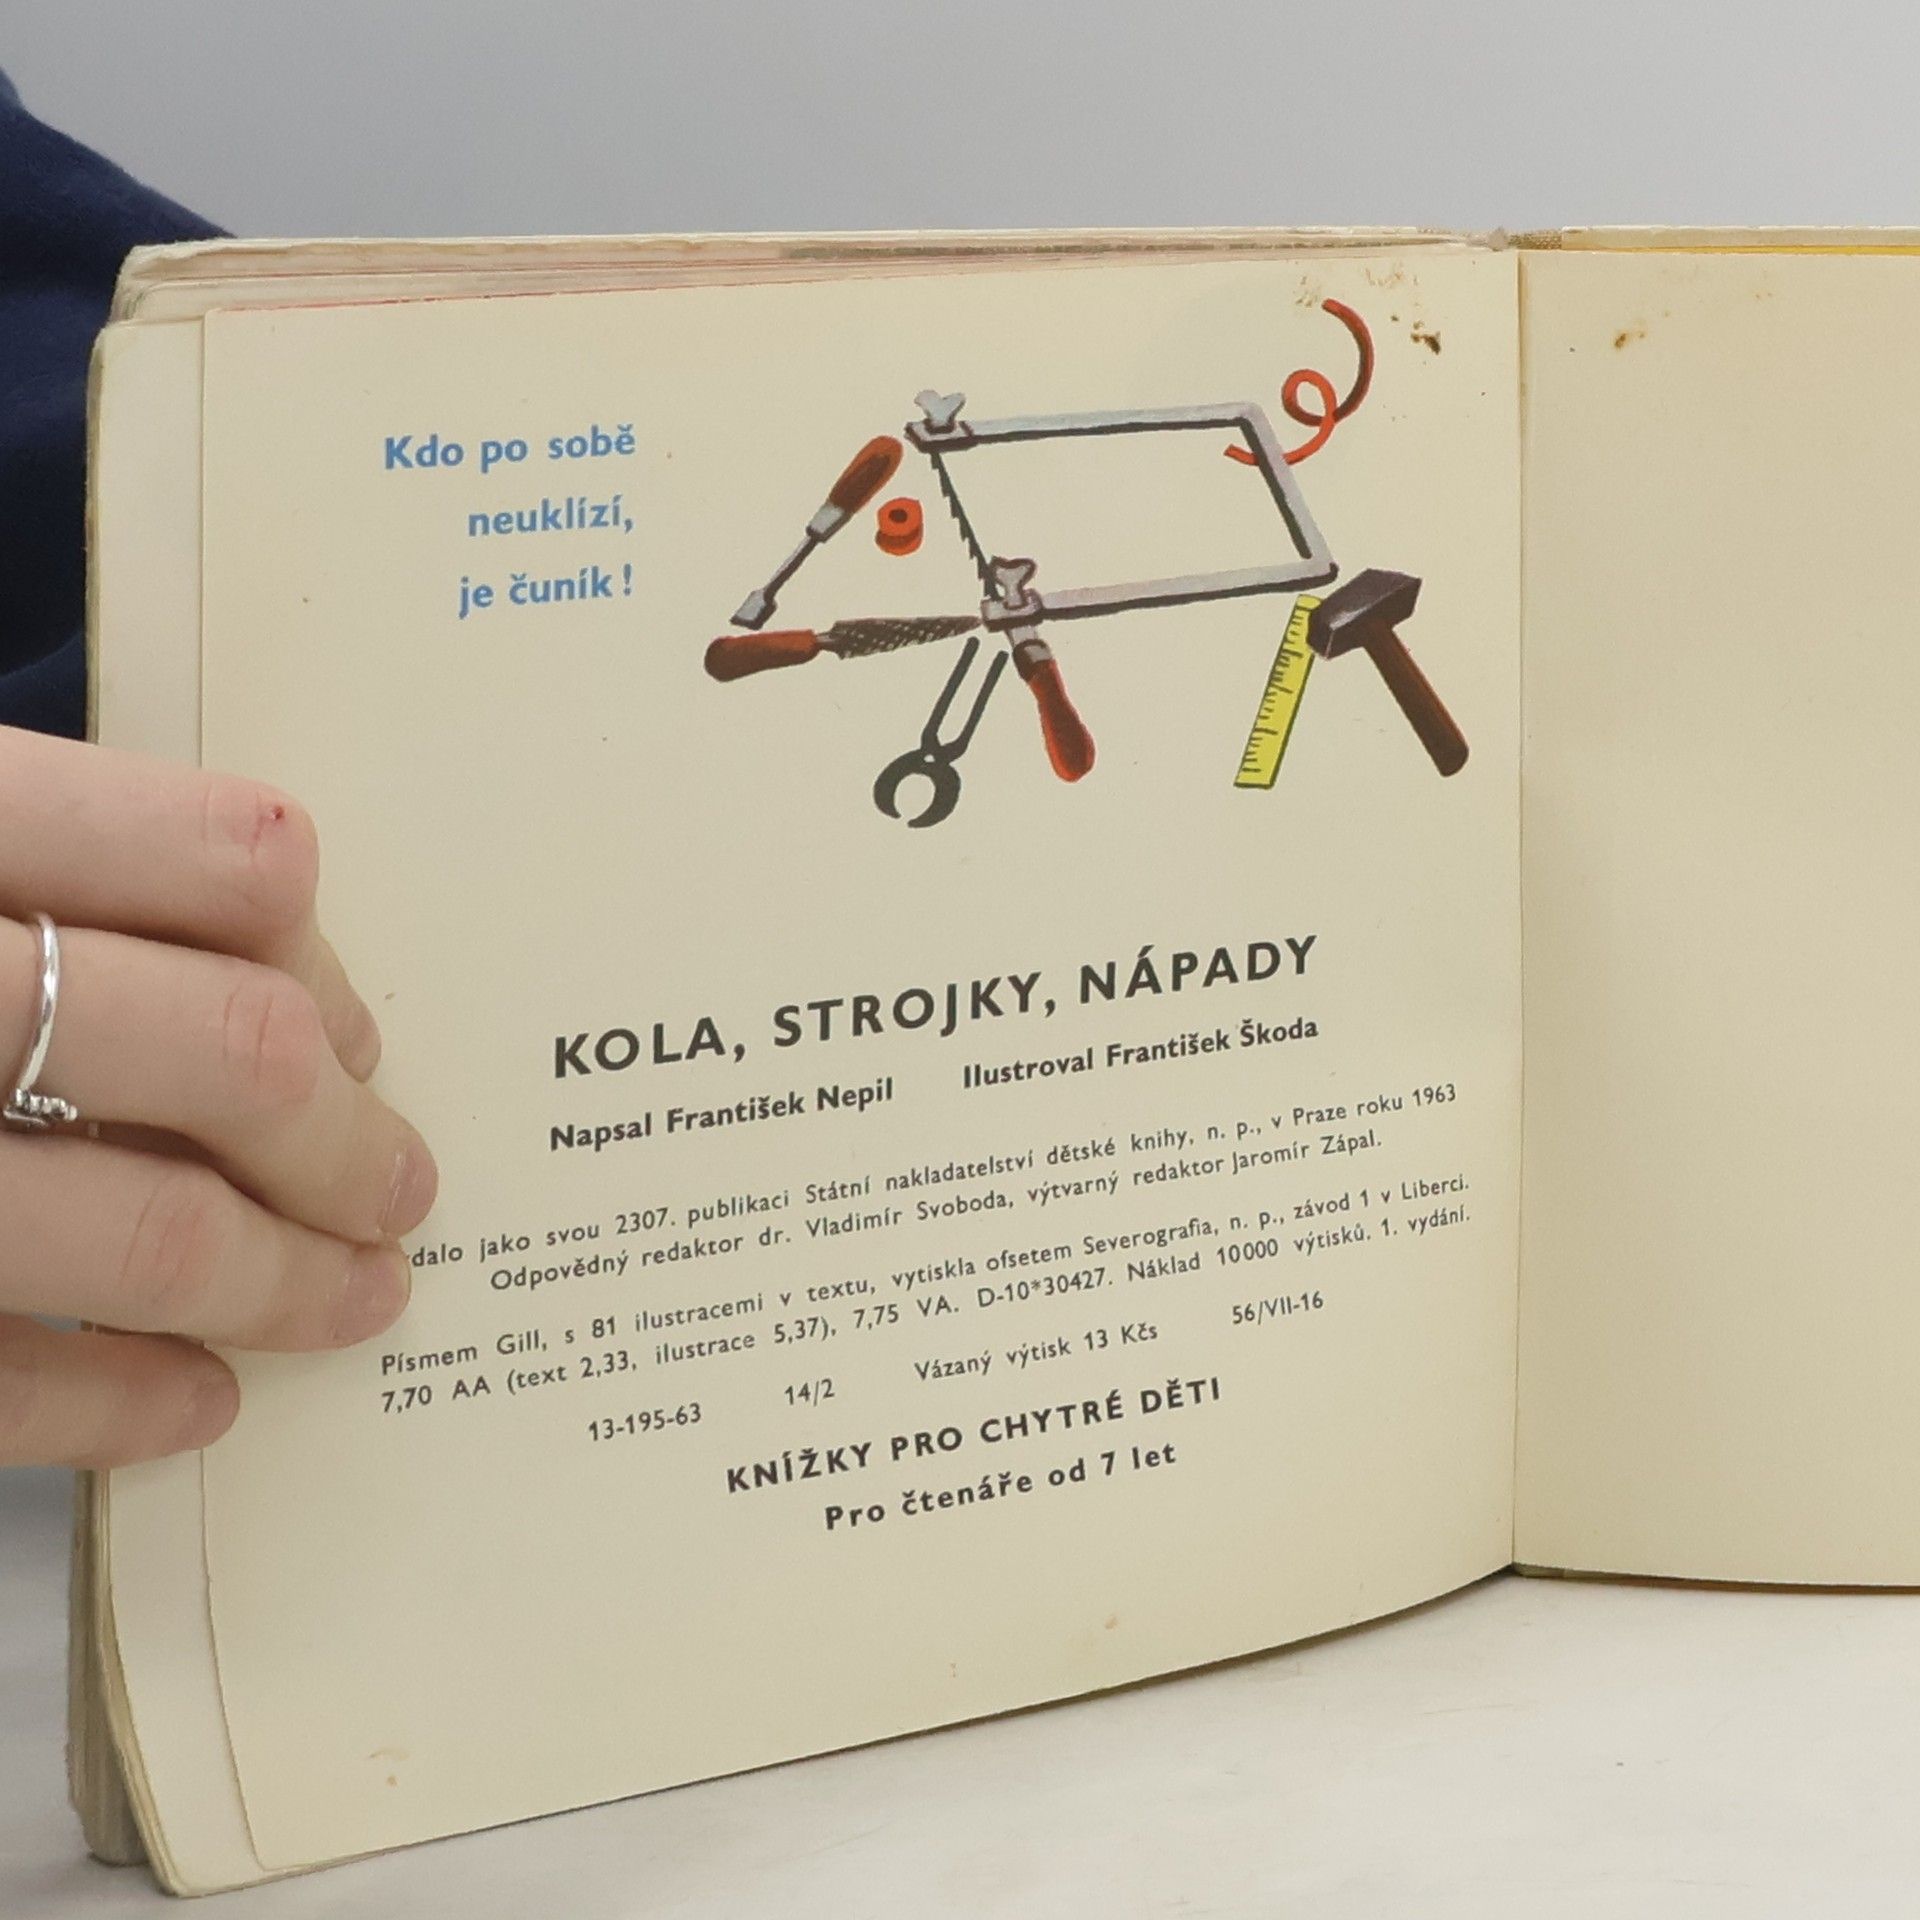 Kdo po sobě
neuklízí,
je čuník!
KOLA, STROJKY, NÁPADY
Napsal František Nepil Ilustroval František Škoda
jako svou 2307. publikaci Státní nakladatelství dětské knihy, n. p., v Praze roku 1963
Odpovědný redaktor dr. Vladimír Svoboda, výtvarný redaktor Jaromír Zápal.
Písmem Gill, s 81 ilustracemi v textu, vytiskla ofsetem Severografia, n. p., závod 1 v Liberci.
7,70 AA (text 2,33, ilustrace 5,37), 7,75 VA. D-10*30427. Náklad 10000 výtisků. 1. vydání.
13-195-63 14/2 Vázaný výtisk 13 Kčs 56/VII-16
KNÍŽKY PRO CHYTRÉ DĚTI
Pro čtenáře od 7 let